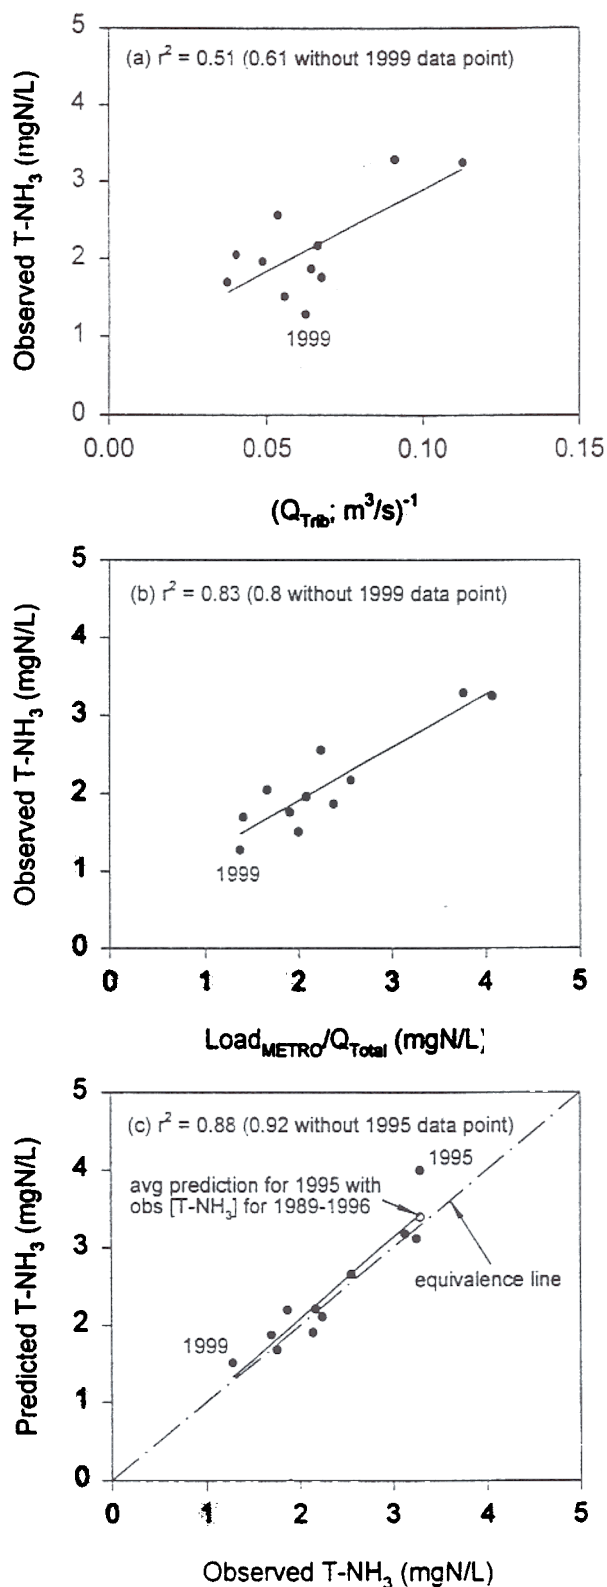 (a) r² = 0.51 (0.61 without 1999 data point)
Observed T-NH₃ (mgN/L)
5
4
3
2
1
0
1999
0.00 0.05 0.10 0.15
(Q_Trib; m³/s)⁻¹
(b) r² = 0.83 (0.8 without 1999 data point)
Observed T-NH₃ (mgN/L)
5
4
3
2
1
0
1999
0 1 2 3 4 5
Load_METRO/Q_Total (mgN/L)
(c) r² = 0.88 (0.92 without 1995 data point)
Predicted T-NH₃ (mgN/L)
5
4
3
2
1
0
1995
avg prediction for 1995 with
obs [T-NH₃] for 1989-1996
equivalence line
1999
0 1 2 3 4 5
Observed T-NH₃ (mgN/L)